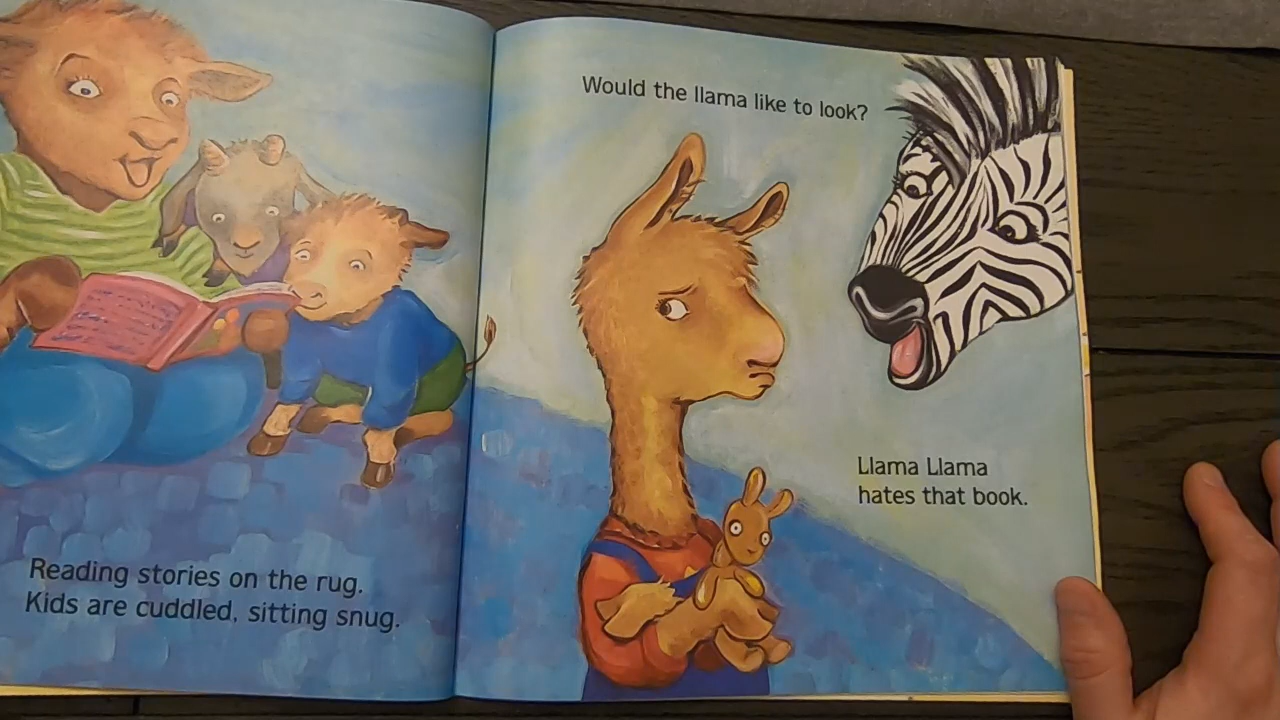 Reading stories on the rug.
Kids are cuddled, sitting snug.
Would the llama like to look?
Llama Llama
hates that book.